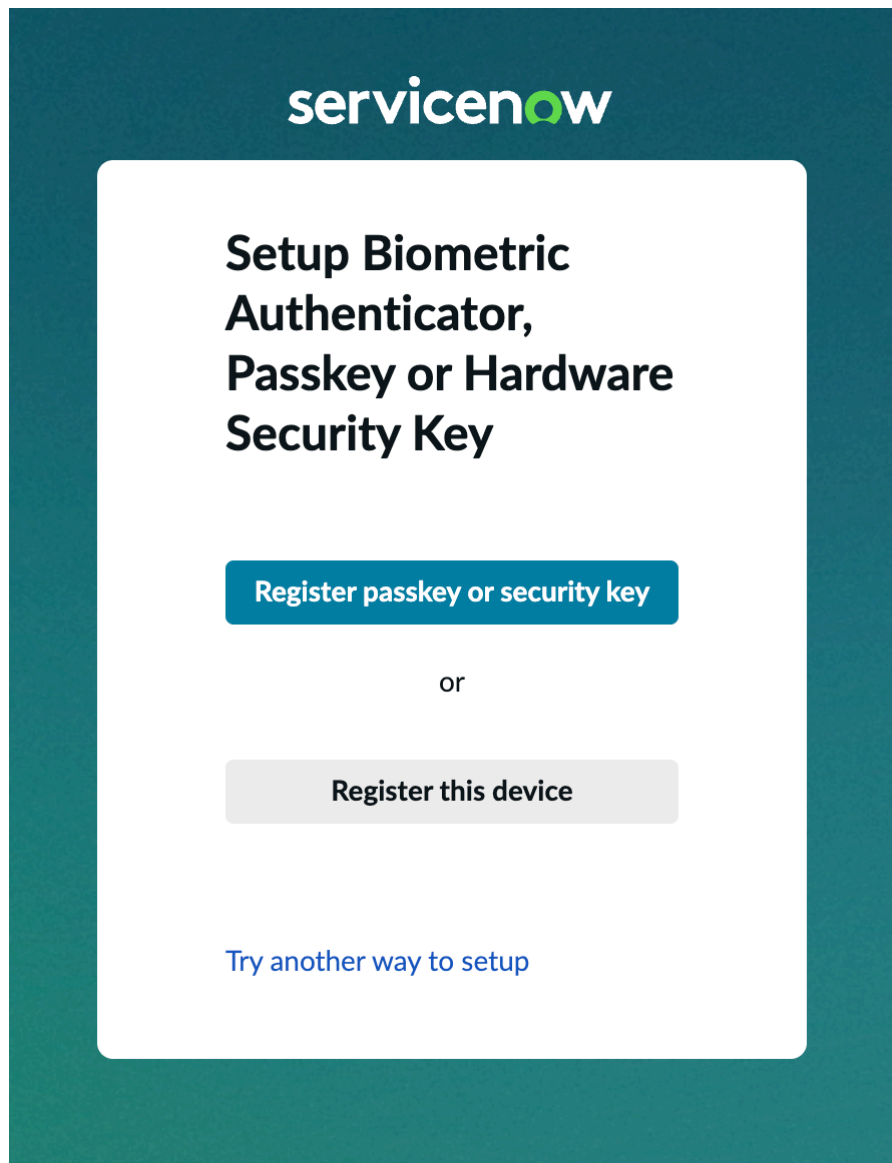 servicenow
Setup Biometric
Authenticator,
Passkey or Hardware
Security Key
Register passkey or security key
or
Register this device
Try another way to setup